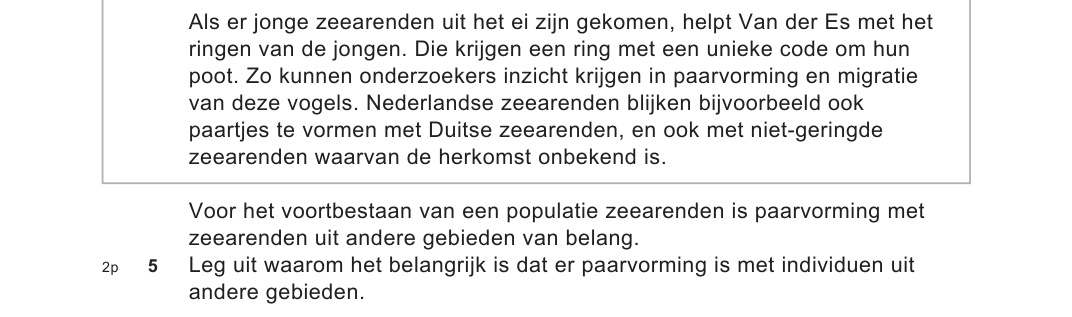 Als er jonge zeearenden uit het ei zijn gekomen, helpt Van der Es met het
ringen van de jongen. Die krijgen een ring met een unieke code om hun
poot. Zo kunnen onderzoekers inzicht krijgen in paarvorming en migratie
van deze vogels. Nederlandse zeearenden blijken bijvoorbeeld ook
paartjes te vormen met Duitse zeearenden, en ook met niet-geringde
zeearenden waarvan de herkomst onbekend is.
Voor het voortbestaan van een populatie zeearenden is paarvorming met
zeearenden uit andere gebieden van belang.
2p 5 Leg uit waarom het belangrijk is dat er paarvorming is met individuen uit
andere gebieden.